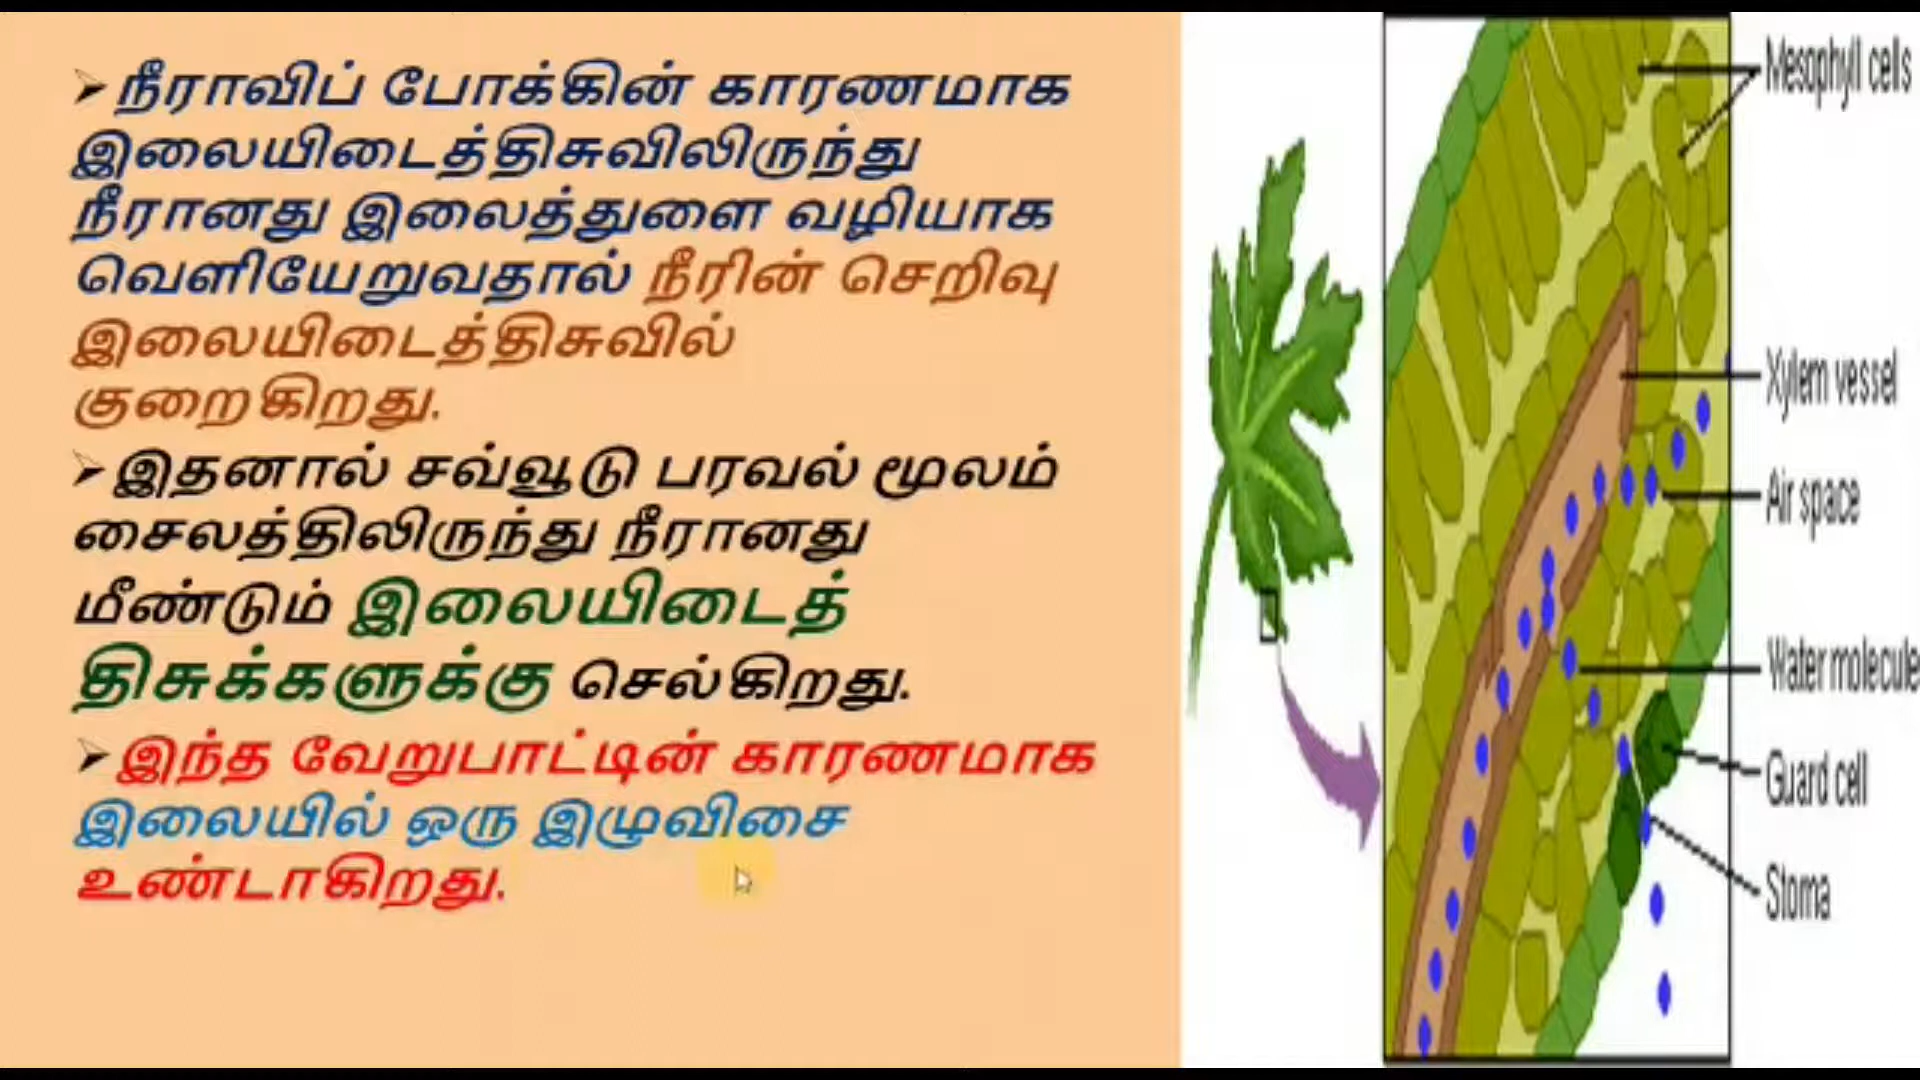 ➢நீராவிப் போக்கின் காரணமாக
இலையிடைத்திசுவிலிருந்து
நீரானது இலைத்துளை வழியாக
வெளியேறுவதால் நீரின் செறிவு
இலையிடைத்திசுவில்
குறைகிறது.
➢இதனால் சவ்வூடு பரவல் மூலம்
சைலத்திலிருந்து நீரானது
மீண்டும் இலையிடைத்
திசுக்களுக்கு செல்கிறது.
➢இந்த வேறுபாட்டின் காரணமாக
இலையில் ஒரு இழுவிசை
உண்டாகிறது.
Mesophyll cells
Xylem vessel
Air space
Water molecule
Guard cell
Stoma